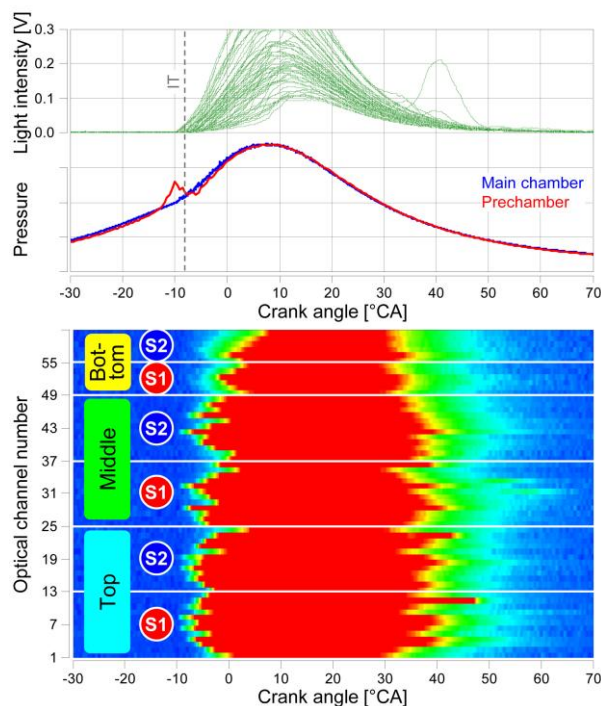 Light intensity [V]
0.3
0.2
0.1
0.0
IT
Pressure
Main chamber
Prechamber
-30 -20 -10 0 10 20 30 40 50 60 70
Crank angle [°CA]
Optical channel number
55
49
43
37
31
25
19
13
7
1
Bot-
tom
S2
S1
Middle
S2
S1
Top
S2
S1
-30 -20 -10 0 10 20 30 40 50 60 70
Crank angle [°CA]